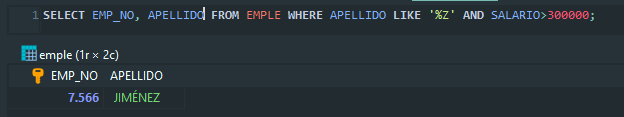 1 SELECT EMP_NO, APELLIDO FROM EMPLE WHERE APELLIDO LIKE '%Z' AND SALARIO>300000;
emple (1r × 2c)
EMP_NO APELLIDO
7.566 JIMÉNEZ